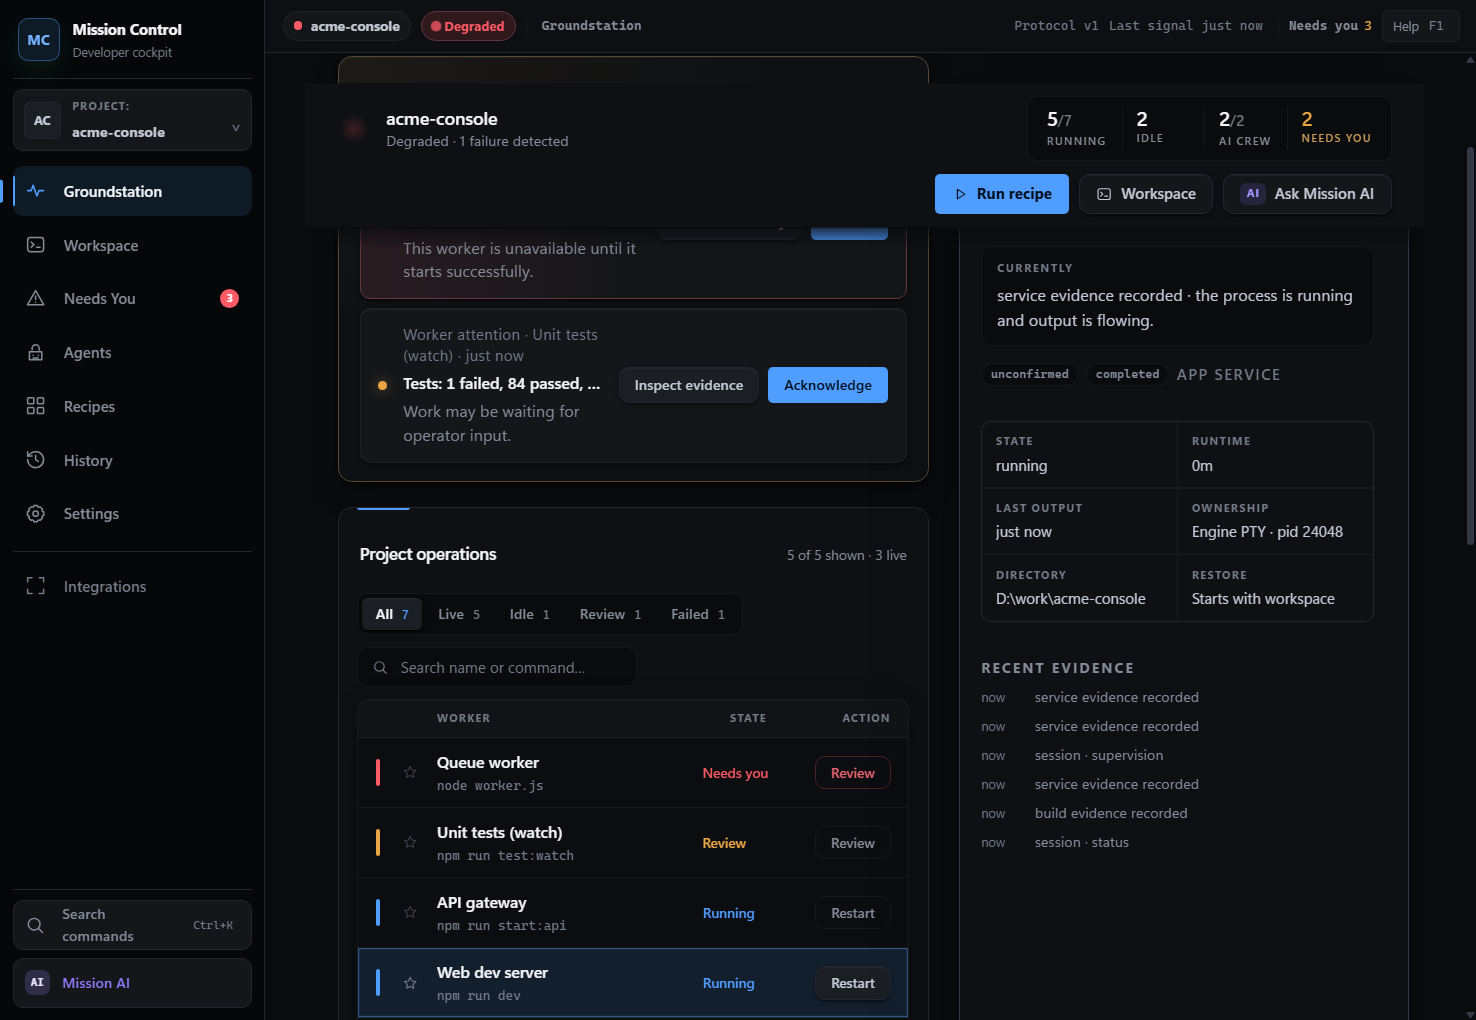 MC
Mission Control
Developer cockpit
AC
PROJECT:
acme-console
Groundstation
Workspace
Needs You
3
Agents
Recipes
History
Settings
Integrations
Search
commands
Ctrl+K
AI
Mission AI
acme-console
Degraded
Groundstation
Protocol v1
Last signal just now
Needs you 3
Help F1
acme-console
Degraded · 1 failure detected
5/7
RUNNING
2
IDLE
2/2
AI CREW
2
NEEDS YOU
Run recipe
Workspace
AI
Ask Mission AI
This worker is unavailable until it
starts successfully.
Worker attention · Unit tests
(watch) · just now
Tests: 1 failed, 84 passed, ...
Work may be waiting for
operator input.
Inspect evidence
Acknowledge
Project operations
5 of 5 shown · 3 live
All 7
Live 5
Idle 1
Review 1
Failed 1
Search name or command...
WORKER
STATE
ACTION
Queue worker
node worker.js
Needs you
Review
Unit tests (watch)
npm run test:watch
Review
Review
API gateway
npm run start:api
Running
Restart
Web dev server
npm run dev
Running
Restart
CURRENTLY
service evidence recorded · the process is running
and output is flowing.
unconfirmed
completed
APP SERVICE
STATE
running
RUNTIME
0m
LAST OUTPUT
just now
OWNERSHIP
Engine PTY · pid 24048
DIRECTORY
D:\work\acme-console
RESTORE
Starts with workspace
RECENT EVIDENCE
now service evidence recorded
now service evidence recorded
now session · supervision
now service evidence recorded
now build evidence recorded
now session · status